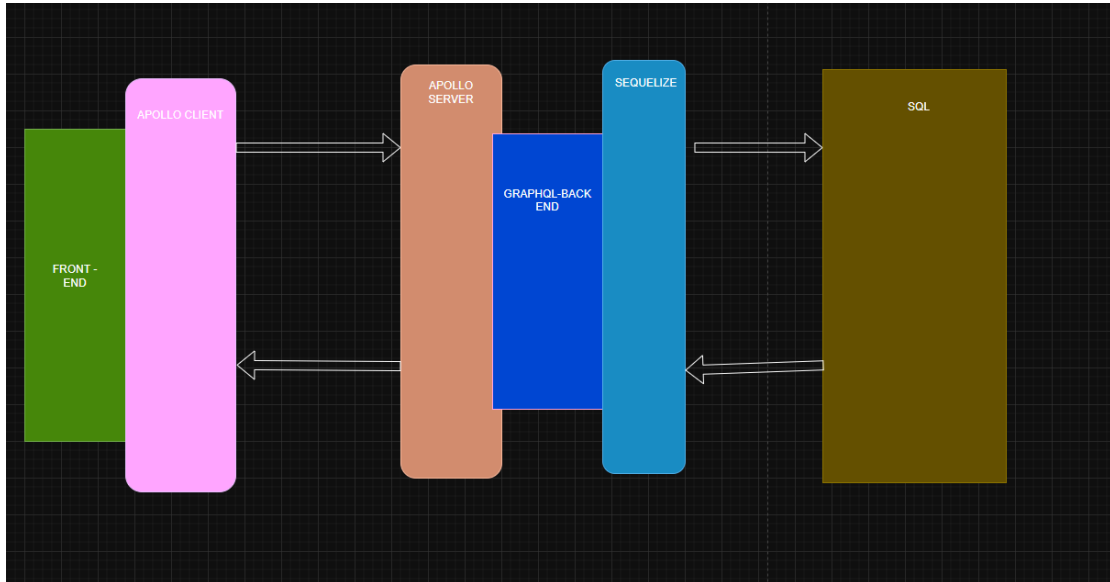 FRONT -
END
APOLLO CLIENT
APOLLO
SERVER
GRAPHQL-BACK
END
SEQUELIZE
SQL